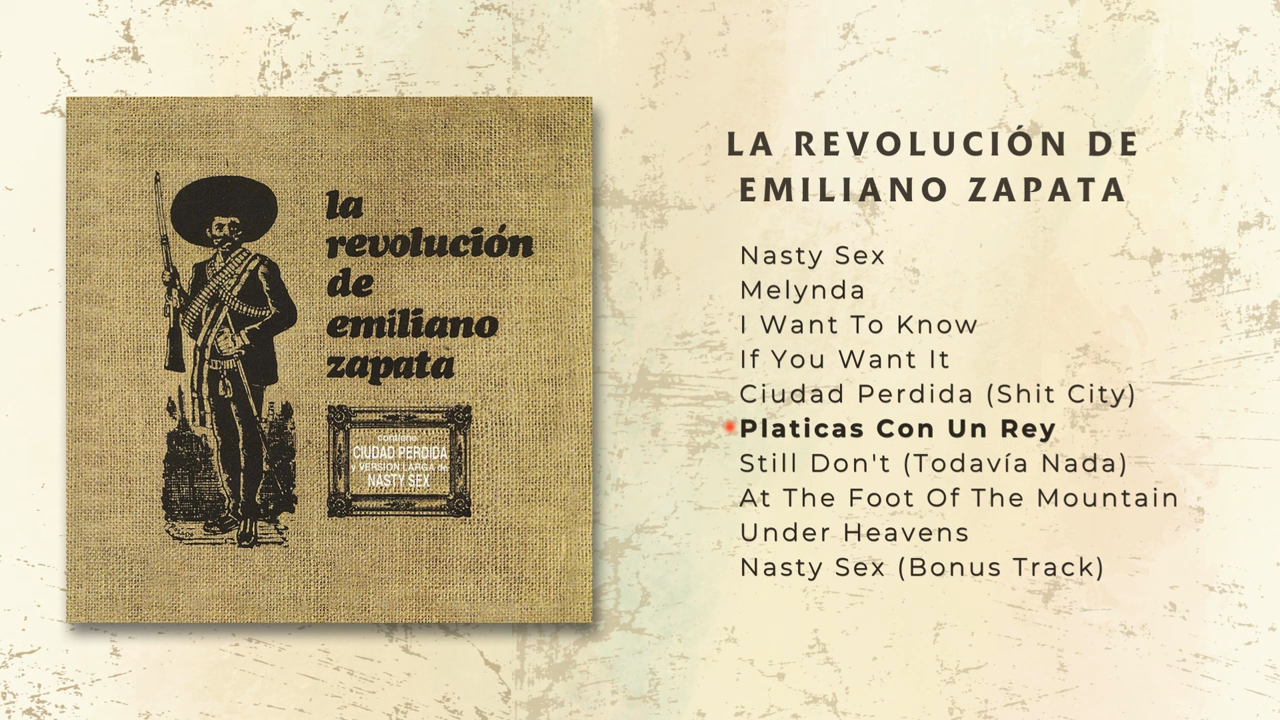 la
revolución
de
emiliano
zapata
contiene
CIUDAD PERDIDA
y VERSION LARGA de
NASTY SEX
LA REVOLUCIÓN DE
EMILIANO ZAPATA
Nasty Sex
Melynda
I Want To Know
If You Want It
Ciudad Perdida (Shit City)
Platicas Con Un Rey
Still Don't (Todavía Nada)
At The Foot Of The Mountain
Under Heavens
Nasty Sex (Bonus Track)